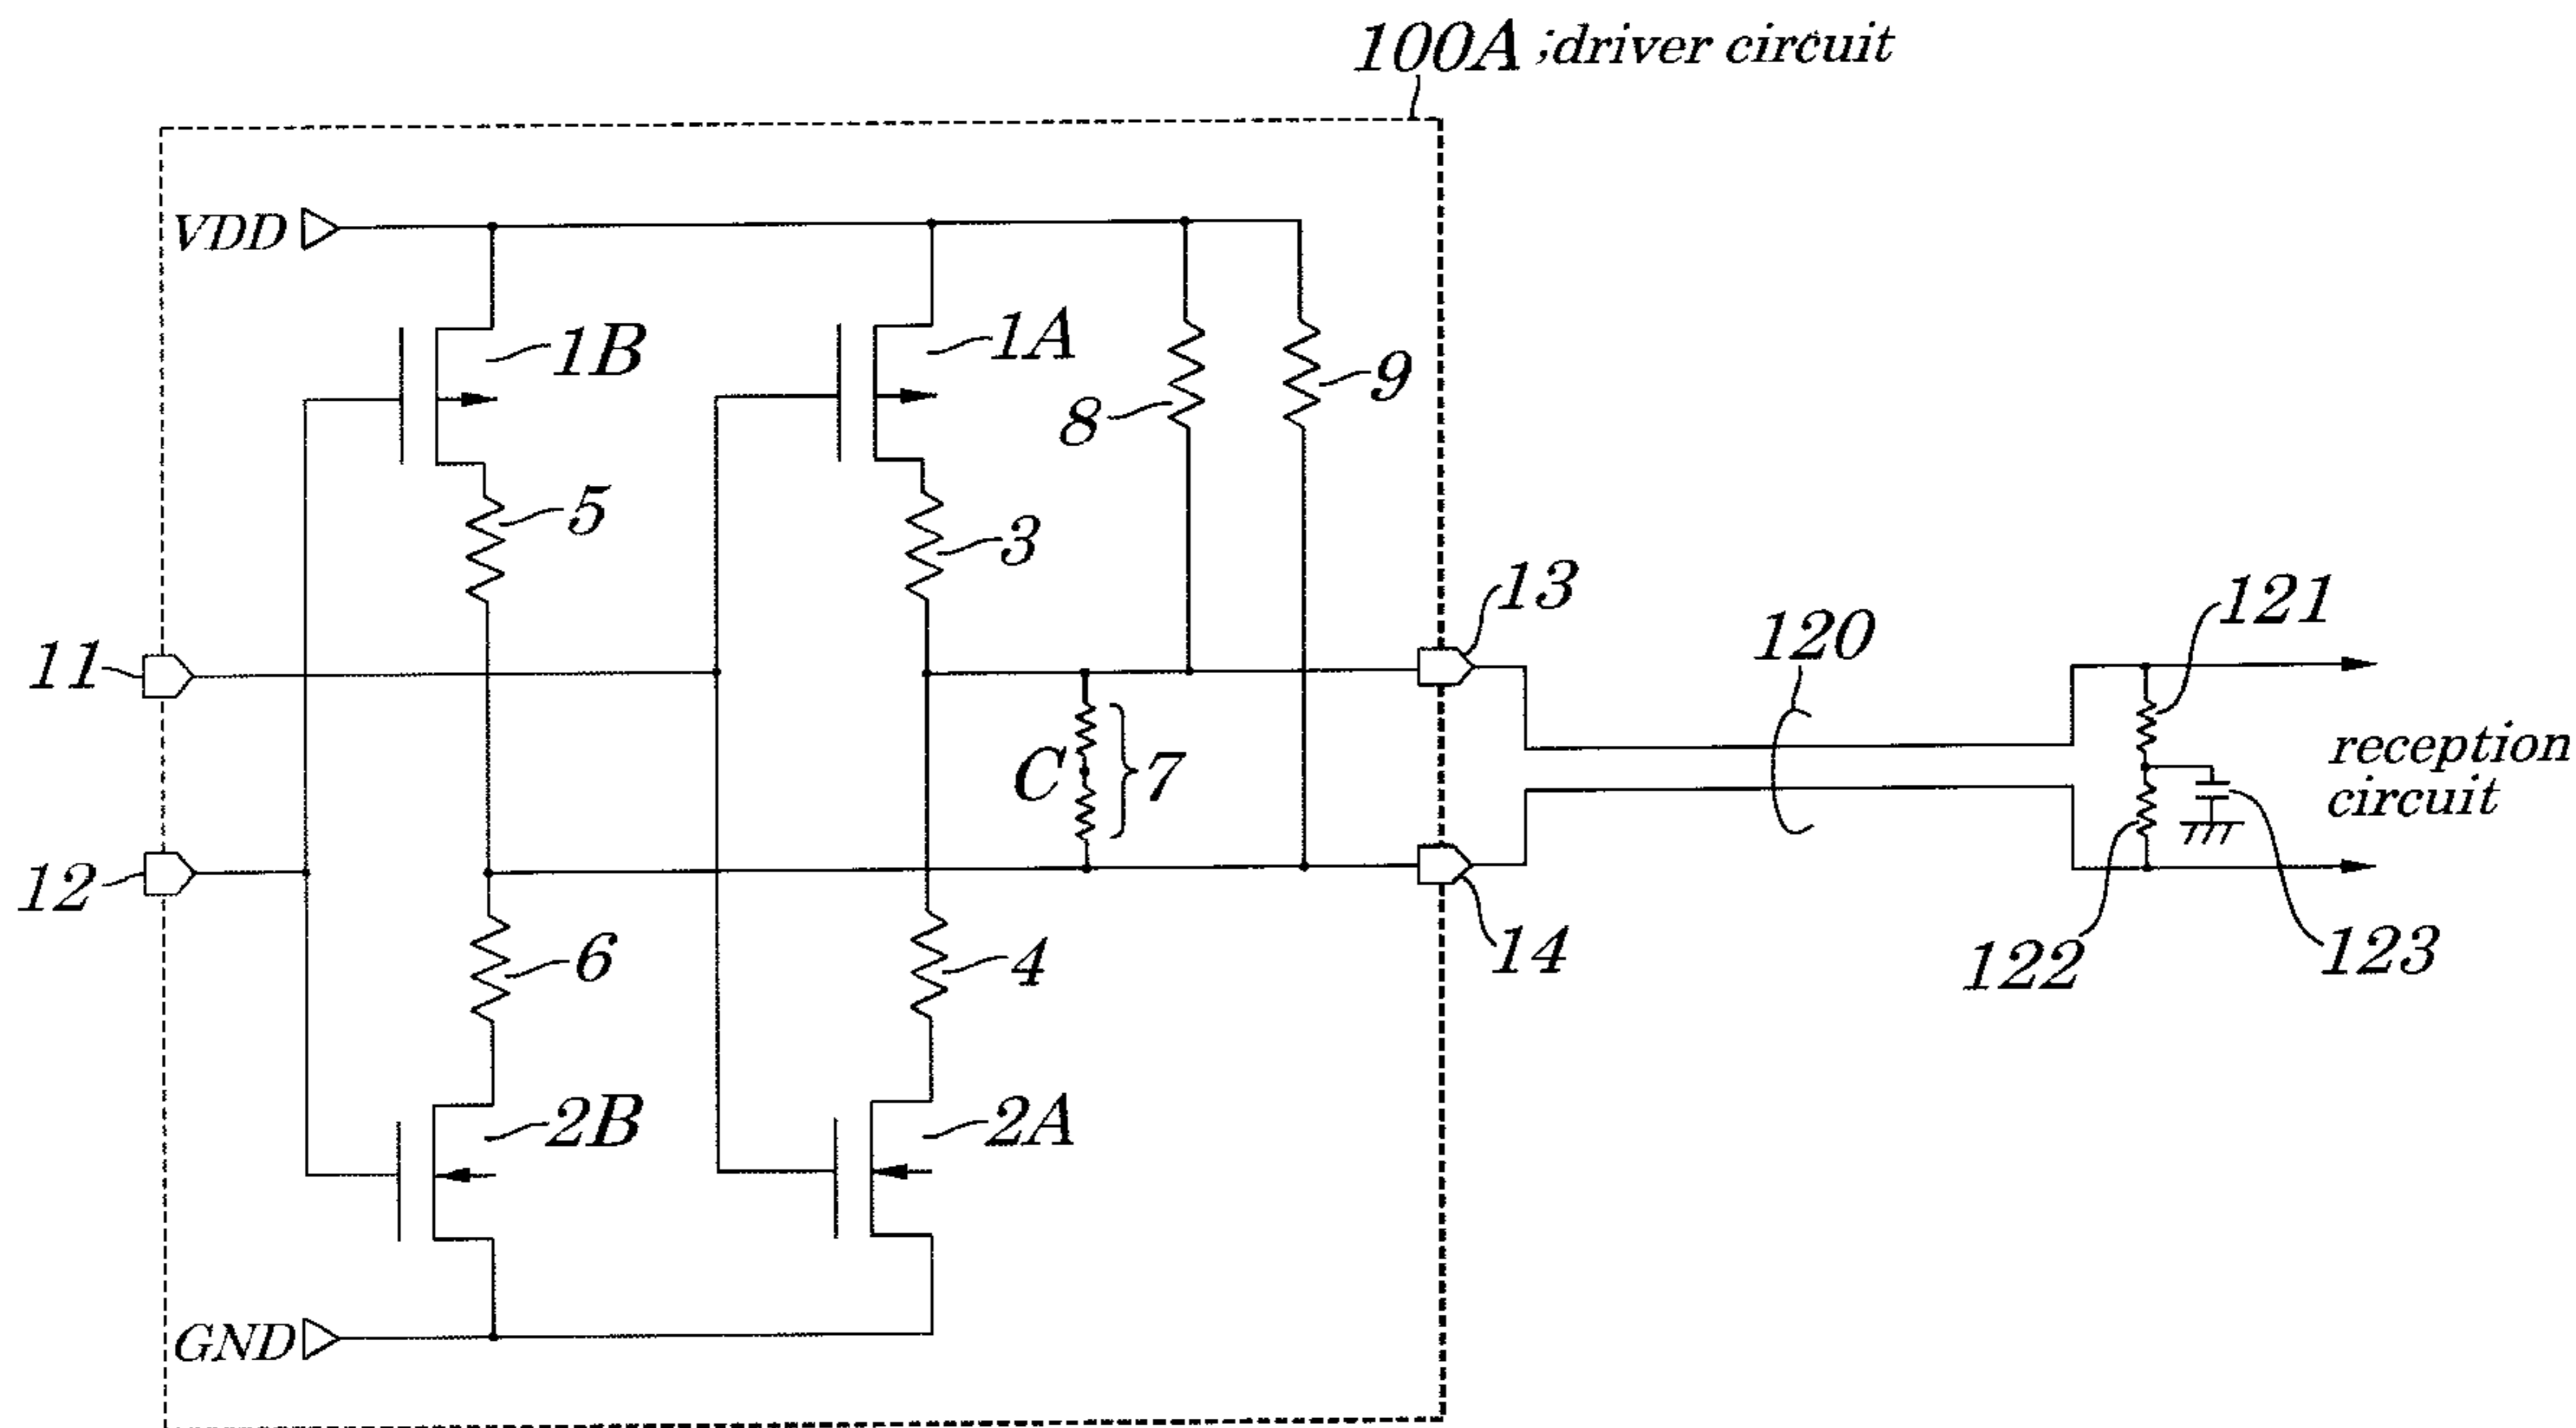 100A ;driver circuit
VDD
1B
1A
8
9
5
3
11
13
120
121
C
7
reception
circuit
12
14
122
123
6
4
2B
2A
GND